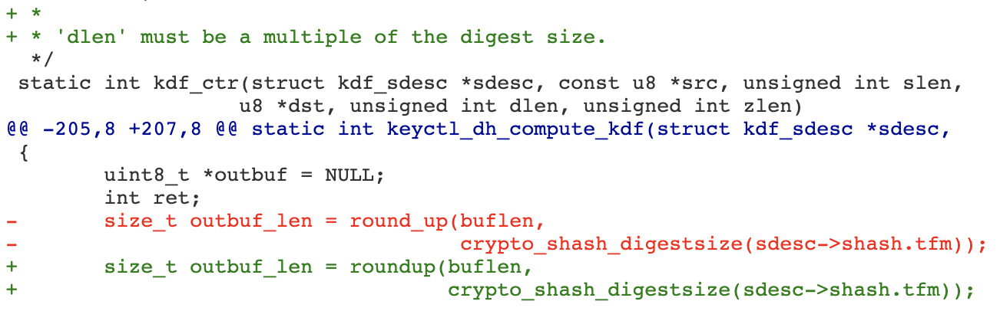 + *
+ * 'dlen' must be a multiple of the digest size.
  */
 static int kdf_ctr(struct kdf_sdesc *sdesc, const u8 *src, unsigned int slen,
                   u8 *dst, unsigned int dlen, unsigned int zlen)
@@ -205,8 +207,8 @@ static int keyctl_dh_compute_kdf(struct kdf_sdesc *sdesc,
 {
        uint8_t *outbuf = NULL;
        int ret;
-       size_t outbuf_len = round_up(buflen,
-                                    crypto_shash_digestsize(sdesc->shash.tfm));
+       size_t outbuf_len = roundup(buflen,
+                                   crypto_shash_digestsize(sdesc->shash.tfm));